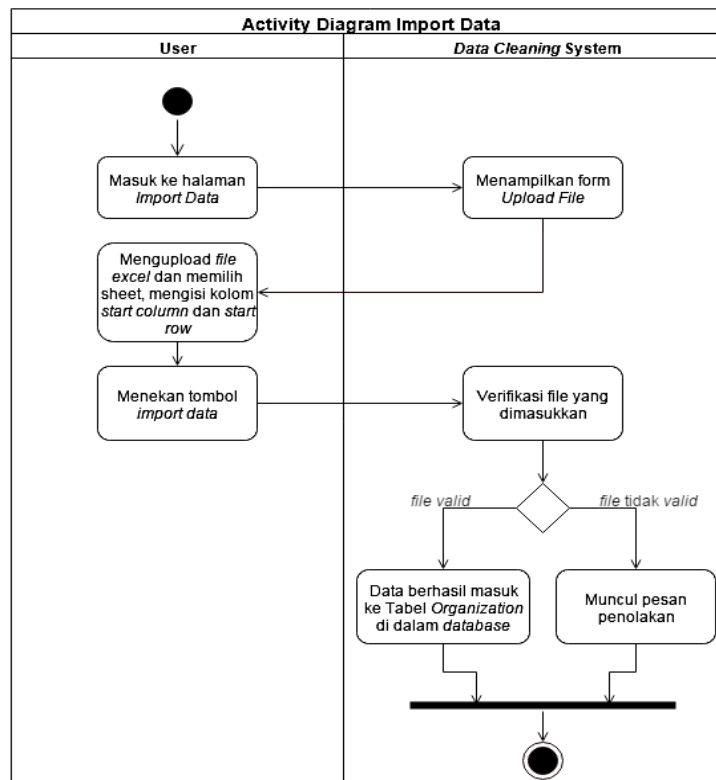 Activity Diagram Import Data
User
Data Cleaning System
Masuk ke halaman
Import Data
Menampilkan form
Upload File
Mengupload file
excel dan memilih
sheet, mengisi kolom
start column dan start
row
Menekan tombol
import data
Verifikasi file yang
dimasukkan
file valid
file tidak valid
Data berhasil masuk
ke Tabel Organization
di dalam database
Muncul pesan
penolakan